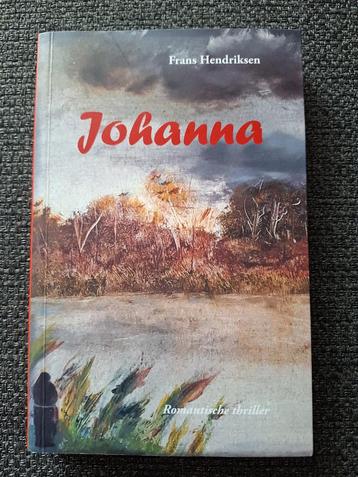 Frans Hendriksen
Johanna
Romantische thriller